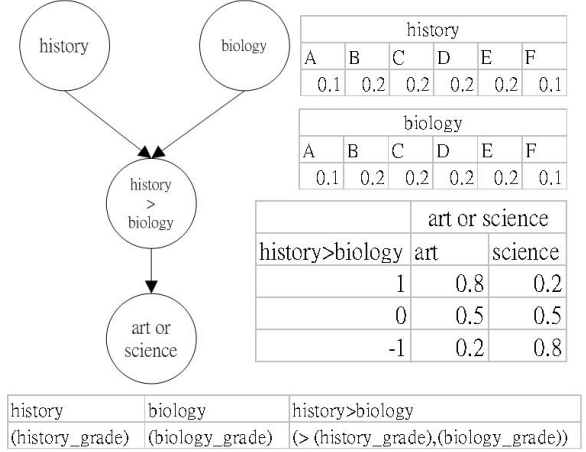 history
biology
history
>
biology
art or
science
history
A B C D E F
0.1 0.2 0.2 0.2 0.2 0.1
biology
A B C D E F
0.1 0.2 0.2 0.2 0.2 0.1
art or science
history>biology art science
1 0.8 0.2
0 0.5 0.5
-1 0.2 0.8
history biology history>biology
(history_grade) (biology_grade) (> (history_grade),(biology_grade))